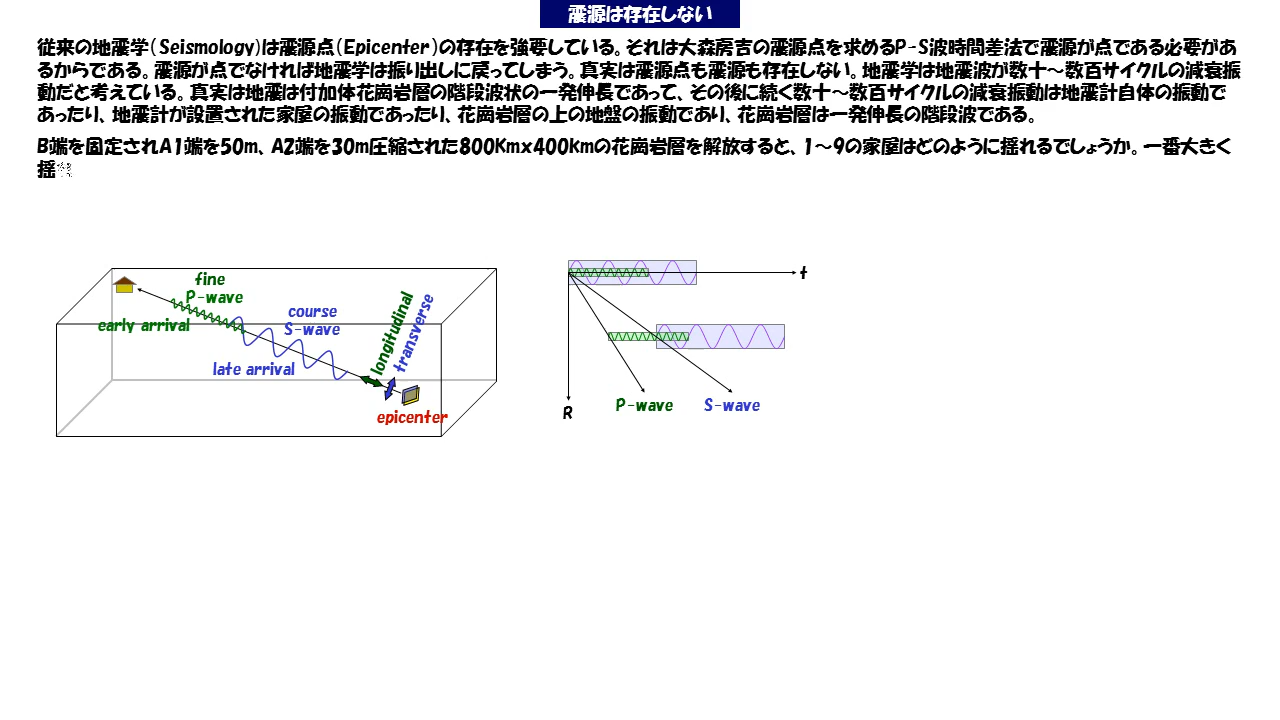 震源は存在しない
従来の地震学(Seismology)は震源点(Epicenter)の存在を強要している。それは大森房吉の震源点を求めるP-S波時間差法で震源が点である必要があ
るからである。震源が点でなければ地震学は振り出しに戻ってしまう。真実は震源点も震源も存在しない。地震学は地震波が数十～数百サイクルの減衰振
動だと考えている。真実は地震は付加体花崗岩層の階段波状の一発伸長であって、その後に続く数十～数百サイクルの減衰振動は地震計自体の振動で
あったり、地震計が設置された家屋の振動であったり、花崗岩層の上の地盤の振動であり、花崗岩層は一発伸長の階段波である。
B端を固定されA1端を50m、A2端を30m圧縮された800Kmx400kmの花崗岩層を解放すると、1～9の家屋はどのように揺れるでしょうか。一番大きく
揺
fine
P-wave
early arrival
course
S-wave
late arrival
longitudinal
transverse
epicenter
t
R
P-wave
S-wave